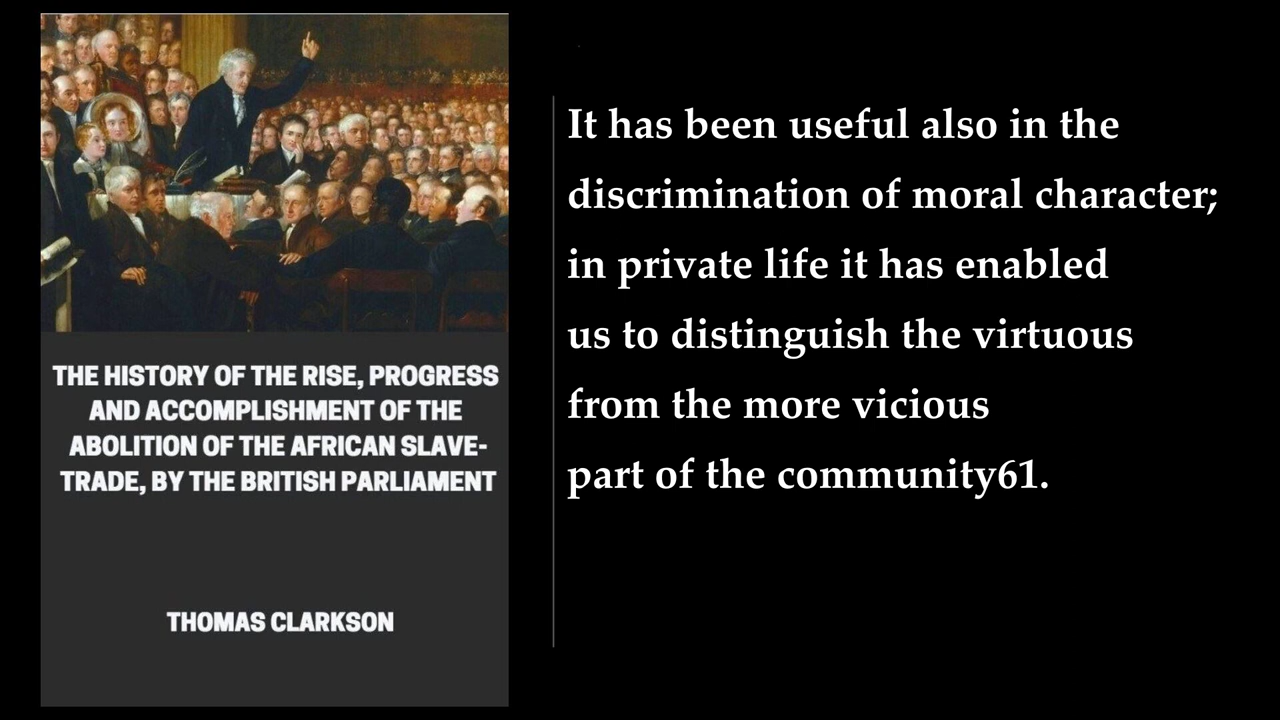 THE HISTORY OF THE RISE, PROGRESS
AND ACCOMPLISHMENT OF THE
ABOLITION OF THE AFRICAN SLAVE-
TRADE, BY THE BRITISH PARLIAMENT
THOMAS CLARKSON
It has been useful also in the
discrimination of moral character;
in private life it has enabled
us to distinguish the virtuous
from the more vicious
part of the community61.